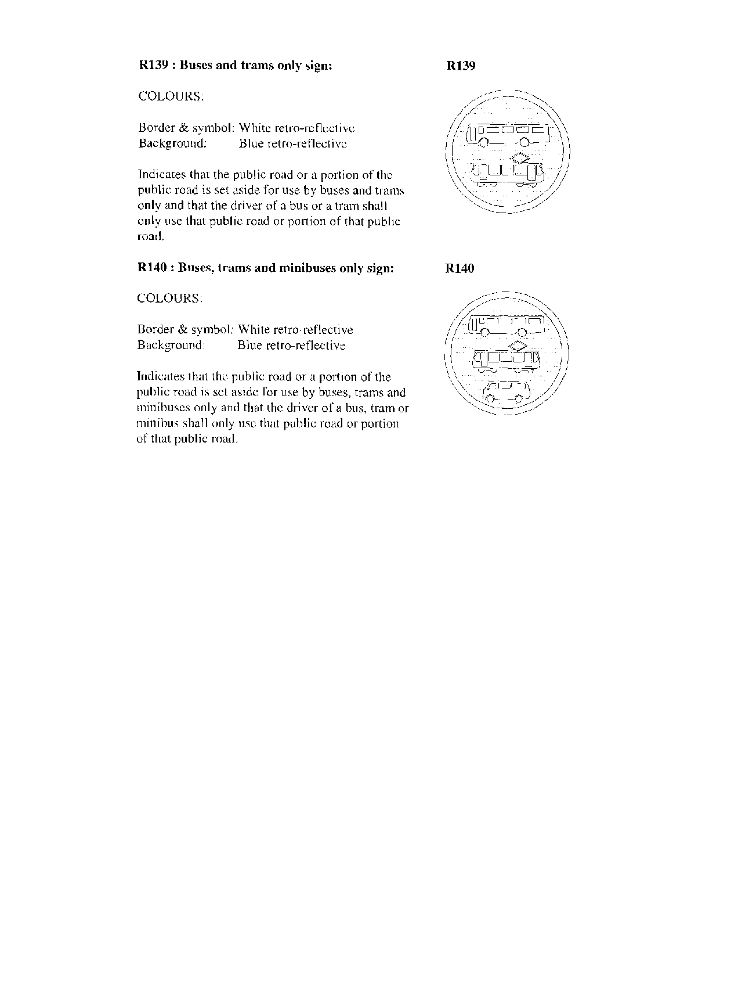 R139 : Buses and trams only sign: R139
COLOURS:
Border & symbol: White retro-reflective
Background: Blue retro-reflective
Indicates that the public road or a portion of the
public road is set aside for use by buses and trams
only and that the driver of a bus or a tram shall
only use that public road or portion of that public
road.
R140 : Buses, trams and minibuses only sign: R140
COLOURS:
Border & symbol: White retro-reflective
Background: Blue retro-reflective
Indicates that the public road or a portion of the
public road is set aside for use by buses, trams and
minibuses only and that the driver of a bus, tram or
minibus shall only use that public road or portion
of that public road.